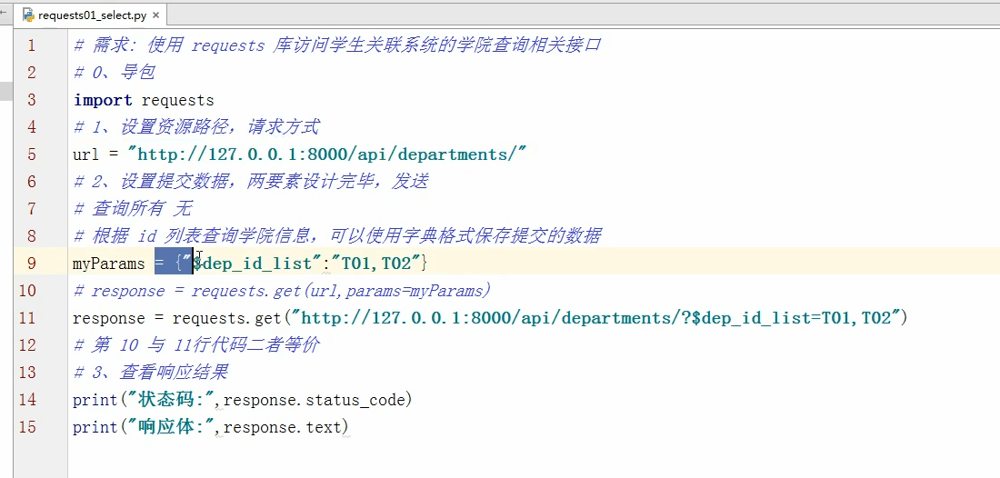 requests01_select.py ×
1 # 需求: 使用 requests 库访问学生关联系统的学院查询相关接口
2 # 0、导包
3 import requests
4 # 1、设置资源路径，请求方式
5 url = "http://127.0.0.1:8000/api/departments/"
6 # 2、设置提交数据，两要素设计完毕，发送
7 # 查询所有 无
8 # 根据 id 列表查询学院信息，可以使用字典格式保存提交的数据
9 myParams = {"$dep_id_list":"T01,T02"}
10 # response = requests.get(url,params=myParams)
11 response = requests.get("http://127.0.0.1:8000/api/departments/?$dep_id_list=T01,T02")
12 # 第 10 与 11行代码二者等价
13 # 3、查看响应结果
14 print("状态码:",response.status_code)
15 print("响应体:",response.text)